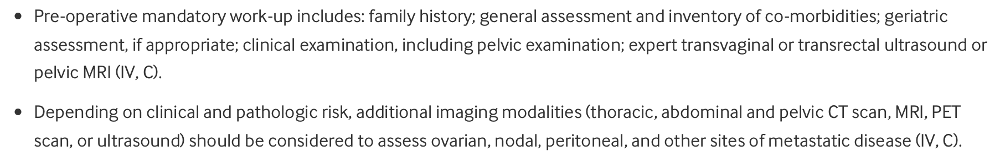 • Pre-operative mandatory work-up includes: family history; general assessment and inventory of co-morbidities; geriatric
assessment, if appropriate; clinical examination, including pelvic examination; expert transvaginal or transrectal ultrasound or
pelvic MRI (IV, C).
• Depending on clinical and pathologic risk, additional imaging modalities (thoracic, abdominal and pelvic CT scan, MRI, PET
scan, or ultrasound) should be considered to assess ovarian, nodal, peritoneal, and other sites of metastatic disease (IV, C).